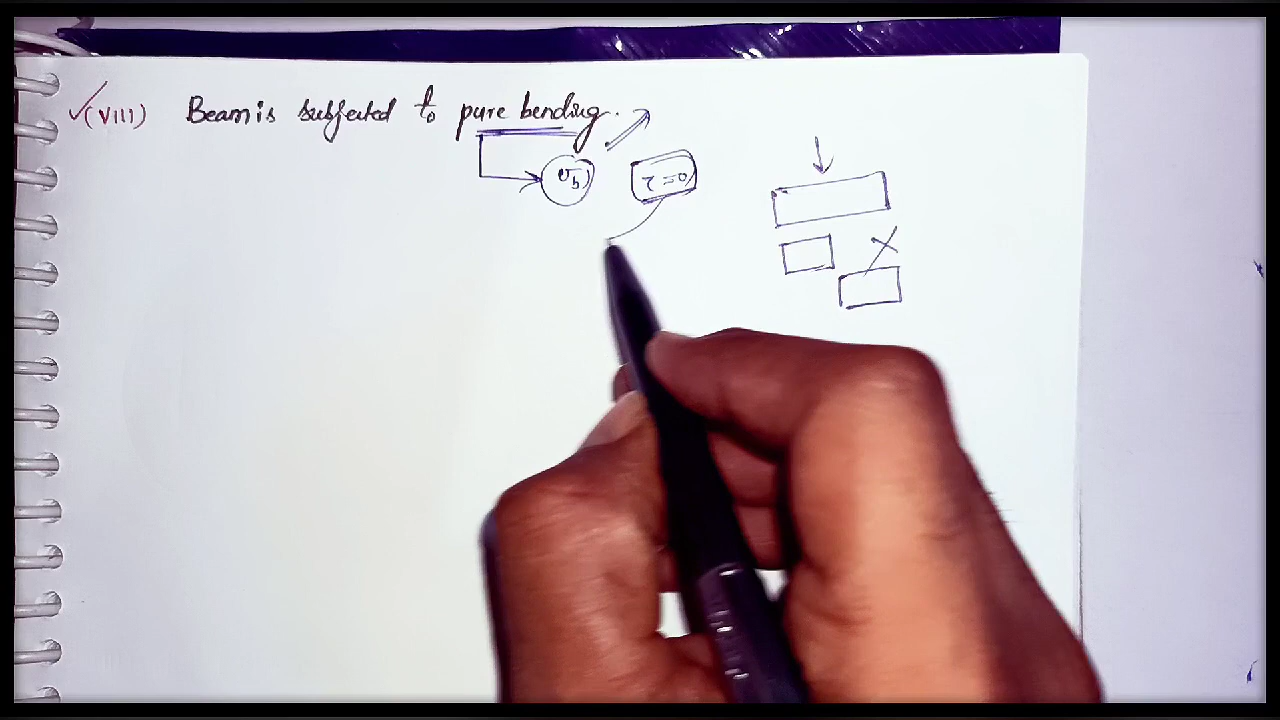 (VIII) Beam is subjected to pure bending.
σb τ=0